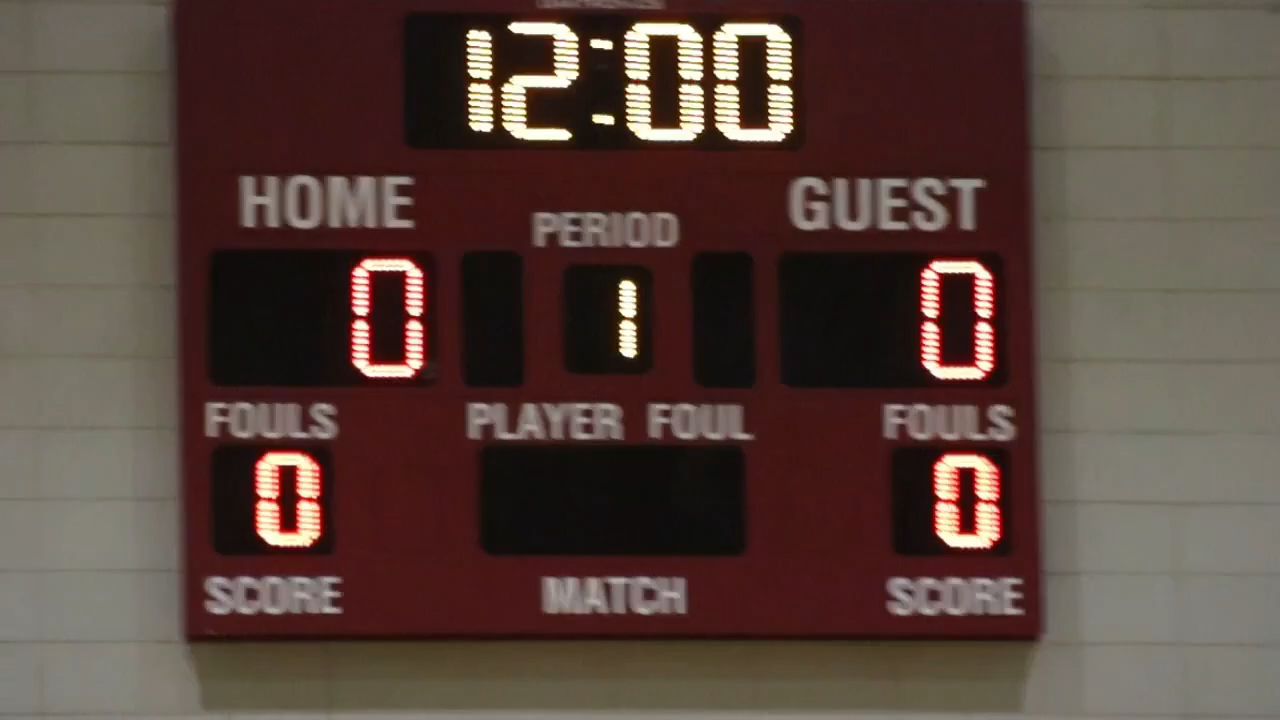 12:00
HOME
GUEST
PERIOD
0
1
0
FOULS
PLAYER FOUL
FOULS
0
0
SCORE
MATCH
SCORE